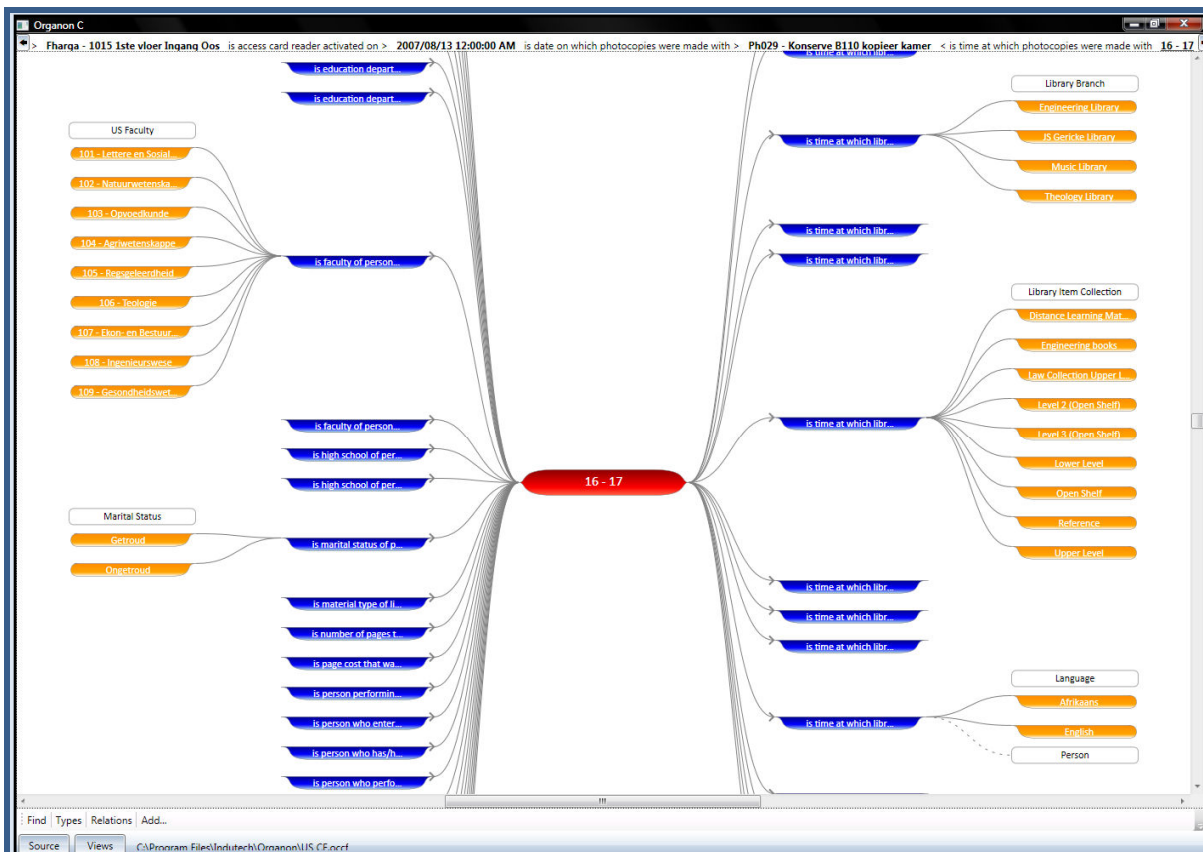 Organon C
> Fharga - 1015 1ste vloer Ingang Oos is access card reader activated on > 2007/08/13 12:00:00 AM is date on which photocopies were made with > Ph029 - Konserve B110 kopieer kamer < is time at which photocopies were made with 16 - 17
is education depart...
is education depart...
US Faculty
101 - Lettere en Sosial...
102 - Natuurwetenska...
103 - Opvoedkunde
104 - Agriwetenskappe
105 - Regsgeleerdheid
106 - Teologie
107 - Ekon- en Bestuur...
108 - Ingenieurswese
109 - Gesondheidswet...
is faculty of person...
is faculty of person...
is high school of per...
is high school of per...
Marital Status
Getroud
Ongetroud
is marital status of p...
is material type of li...
is number of pages t...
is page cost that wa...
is person performin...
is person who enter...
is person who has/h...
is person who perfo...
16 - 17
is time at which libr...
is time at which libr...
Library Branch
Engineering Library
JS Gericke Library
Music Library
Theology Library
is time at which libr...
is time at which libr...
is time at which libr...
Library Item Collection
Distance Learning Mat...
Engineering books
Law Collection Upper L...
Level 2 (Open Shelf)
Level 3 (Open Shelf)
Lower Level
Open Shelf
Reference
Upper Level
is time at which libr...
is time at which libr...
is time at which libr...
is time at which libr...
Language
Afrikaans
English
Person
Find Types Relations Add...
Source Views C:\Program Files\Indutech\Organon\US CF.occf